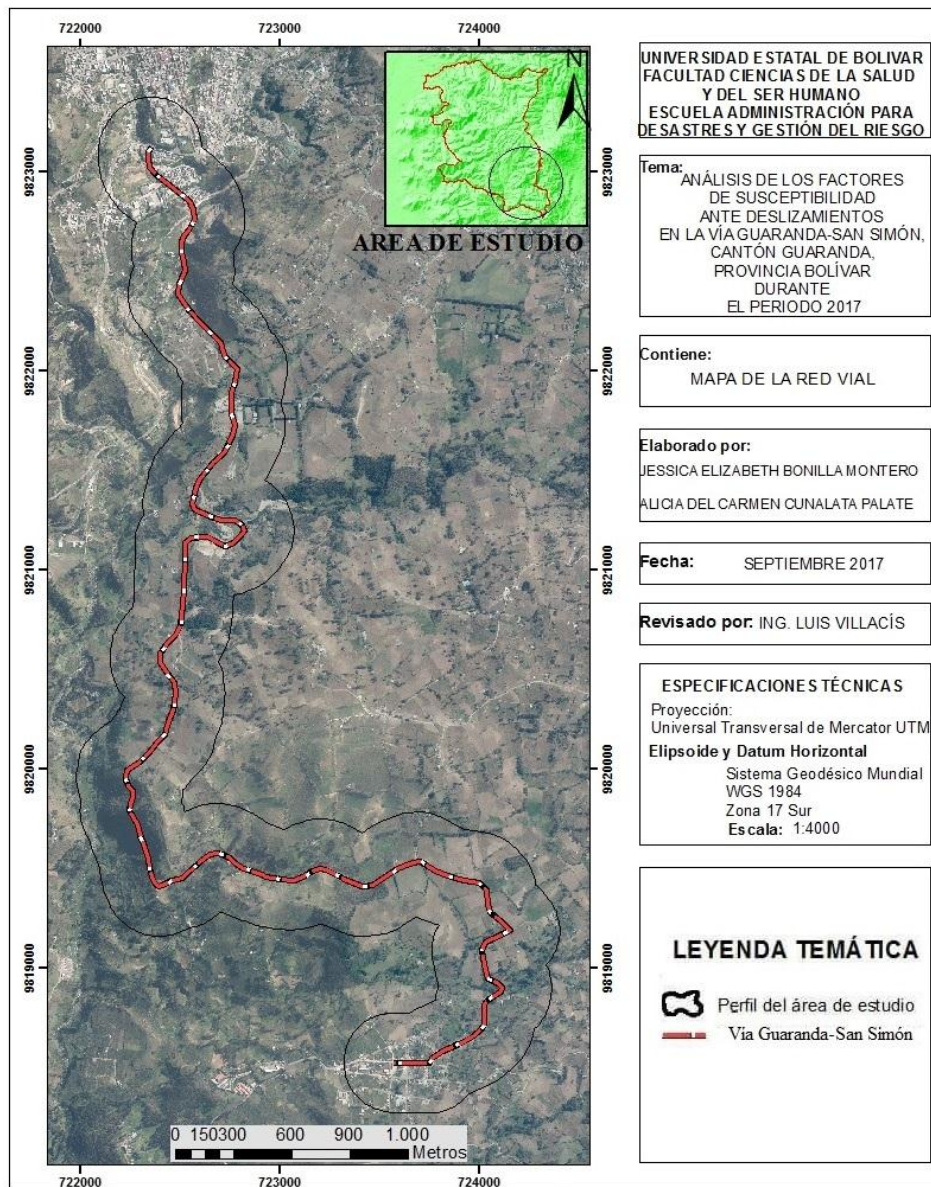 722000 723000 724000
9823000
9822000
9821000
9820000
9819000
9823000
9822000
9821000
9820000
9819000
N
AREA DE ESTUDIO
0 150300 600 900 1.000
Metros
722000 723000 724000
UNIVERSIDAD ESTATAL DE BOLIVAR
FACULTAD CIENCIAS DE LA SALUD
Y DEL SER HUMANO
ESCUELA ADMINISTRACIÓN PARA
DESASTRES Y GESTIÓN DEL RIESGO
Tema:
ANÁLISIS DE LOS FACTORES
DE SUSCEPTIBILIDAD
ANTE DESLIZAMIENTOS
EN LA VÍA GUARANDA-SAN SIMÓN,
CANTÓN GUARANDA,
PROVINCIA BOLÍVAR
DURANTE
EL PERIODO 2017
Contiene:
MAPA DE LA RED VIAL
Elaborado por:
JESSICA ELIZABETH BONILLA MONTERO
ALICIA DEL CARMEN CUNALATA PALATE
Fecha: SEPTIEMBRE 2017
Revisado por: ING. LUIS VILLACÍS
ESPECIFICACIONES TÉCNICAS
Proyección:
Universal Transversal de Mercator UTM
Elipsoide y Datum Horizontal
Sistema Geodésico Mundial
WGS 1984
Zona 17 Sur
Escala: 1:4000
LEYENDA TEMÁTICA
Perfil del área de estudio
Vía Guaranda-San Simón